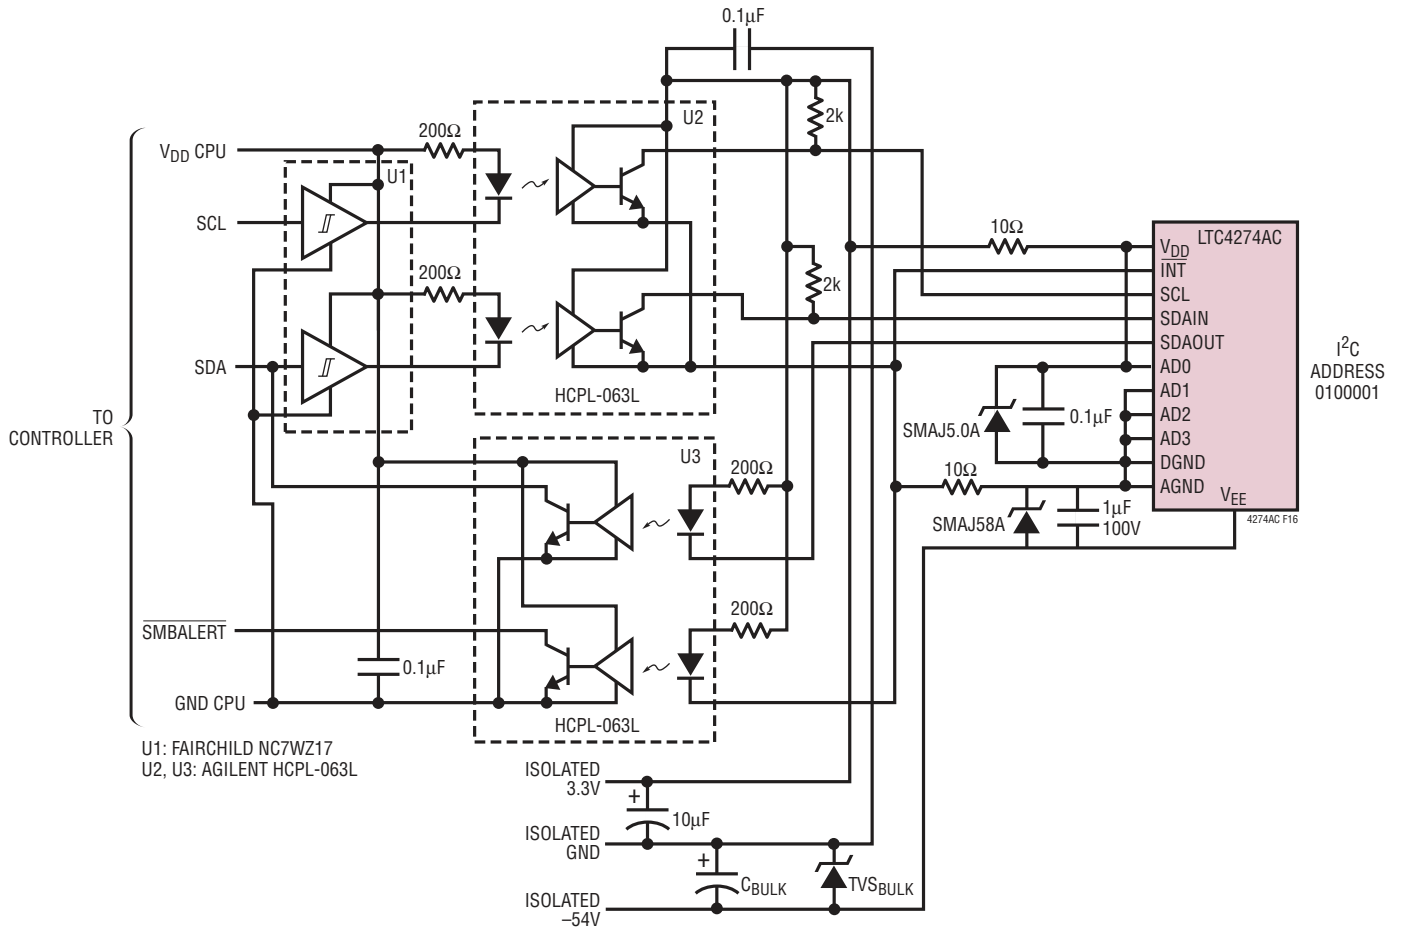 0.1µF
U2
2k
200Ω
VDD CPU
U1
SCL
10Ω
LTC4274AC
VDD
INT
200Ω
2k
SCL
SDAIN
SDAOUT
SDA
AD0
I2C
ADDRESS
0100001
HCPL-063L
AD1
TO
CONTROLLER
SMAJ5.0A
0.1µF
AD2
AD3
U3
200Ω
10Ω
DGND
AGND
VEE
SMAJ58A
1µF
100V
4274AC F16
200Ω
SMBALERT
0.1µF
GND CPU
HCPL-063L
U1: FAIRCHILD NC7WZ17
U2, U3: AGILENT HCPL-063L
ISOLATED
3.3V
+
10µF
ISOLATED
GND
+
CBULK
TVSBULK
ISOLATED
–54V